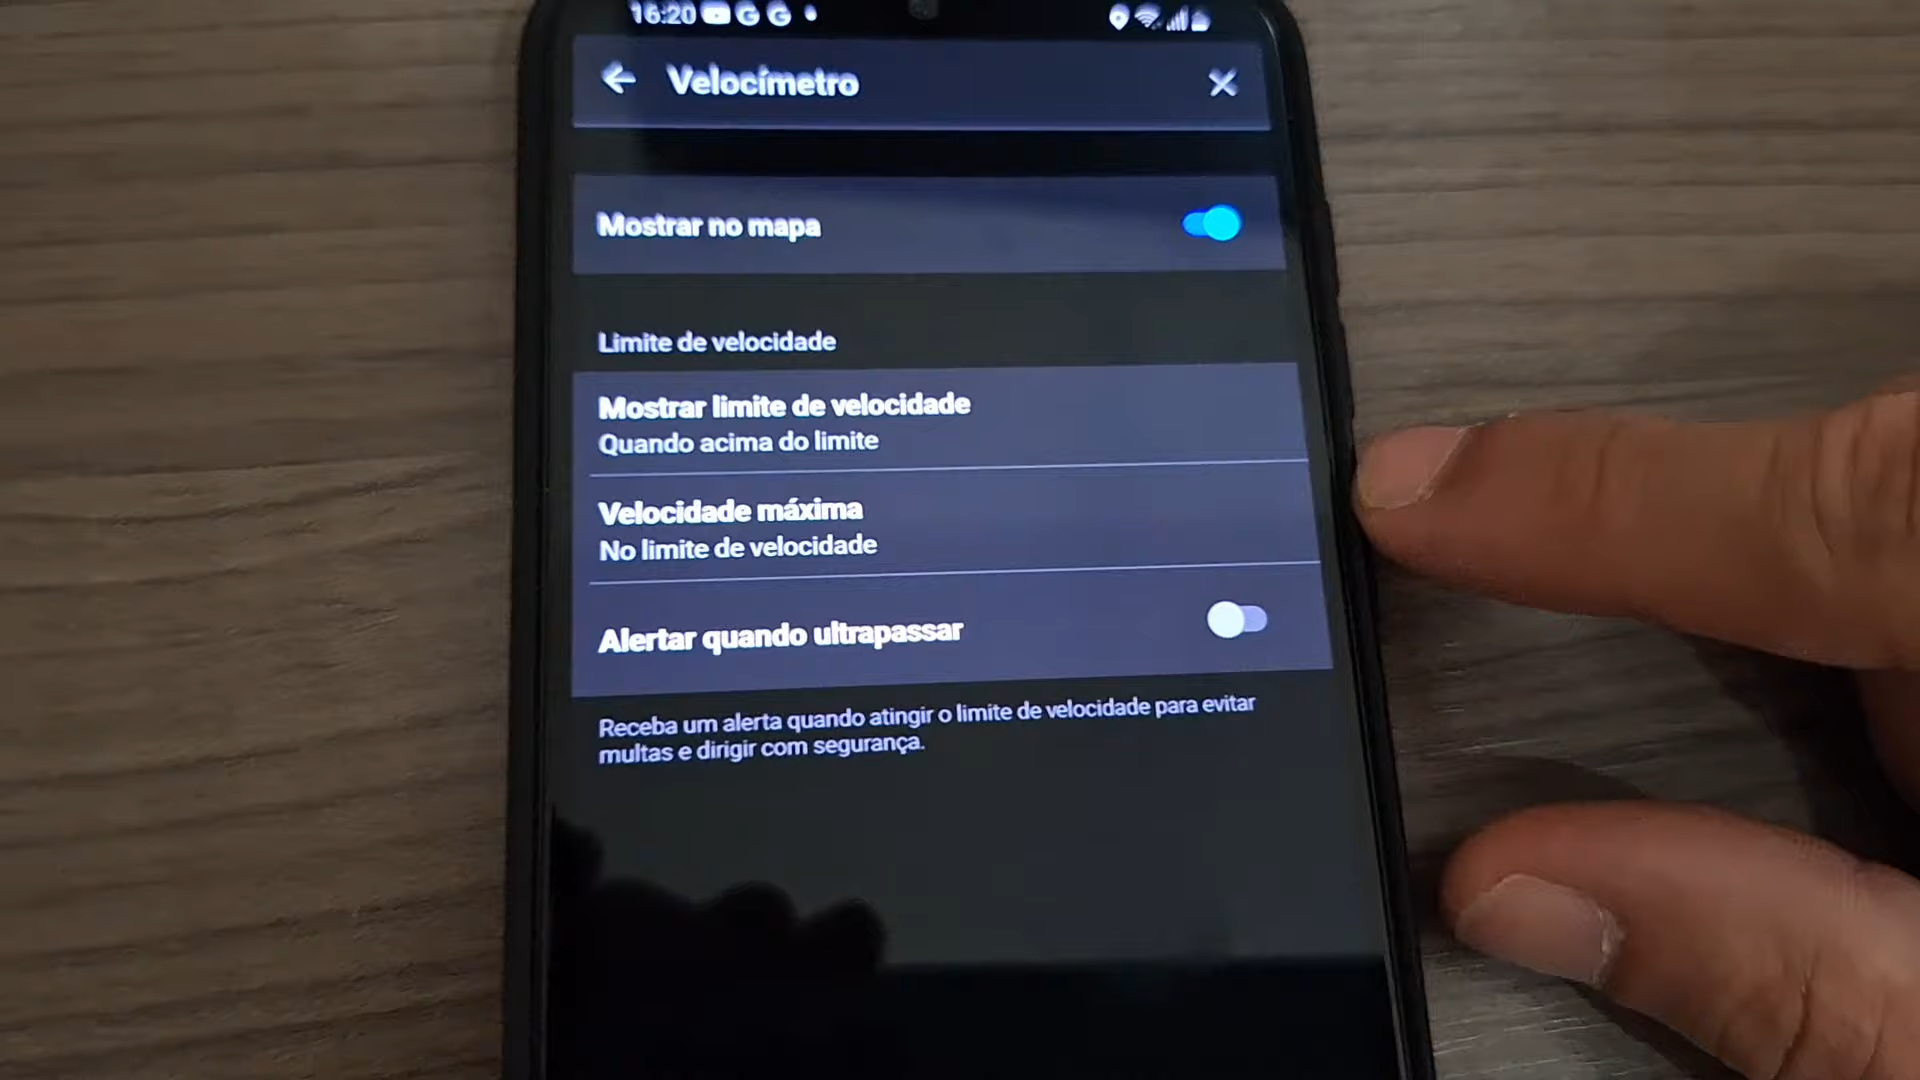 16:20
Velocímetro
Mostrar no mapa
Limite de velocidade
Mostrar limite de velocidade
Quando acima do limite
Velocidade máxima
No limite de velocidade
Alertar quando ultrapassar
Receba um alerta quando atingir o limite de velocidade para evitar
multas e dirigir com segurança.